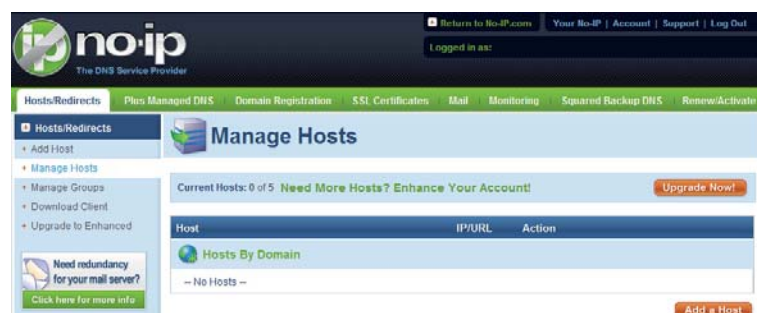 no-ip
The DNS Service Provider
Return to No-IP.com
Your No-IP | Account | Support | Log Out
Logged in as:
Hosts/Redirects
Plus Managed DNS
Domain Registration
SSL Certificates
Mail
Monitoring
Squared Backup DNS
Renew/Activate
Hosts/Redirects
Add Host
Manage Hosts
Manage Groups
Download Client
Upgrade to Enhanced
Need redundancy
for your mail server?
Click here for more info
Manage Hosts
Current Hosts: 0 of 5 Need More Hosts? Enhance Your Account!
Upgrade Now!
Host IP/URL Action
Hosts By Domain
-- No Hosts --
Add a Host